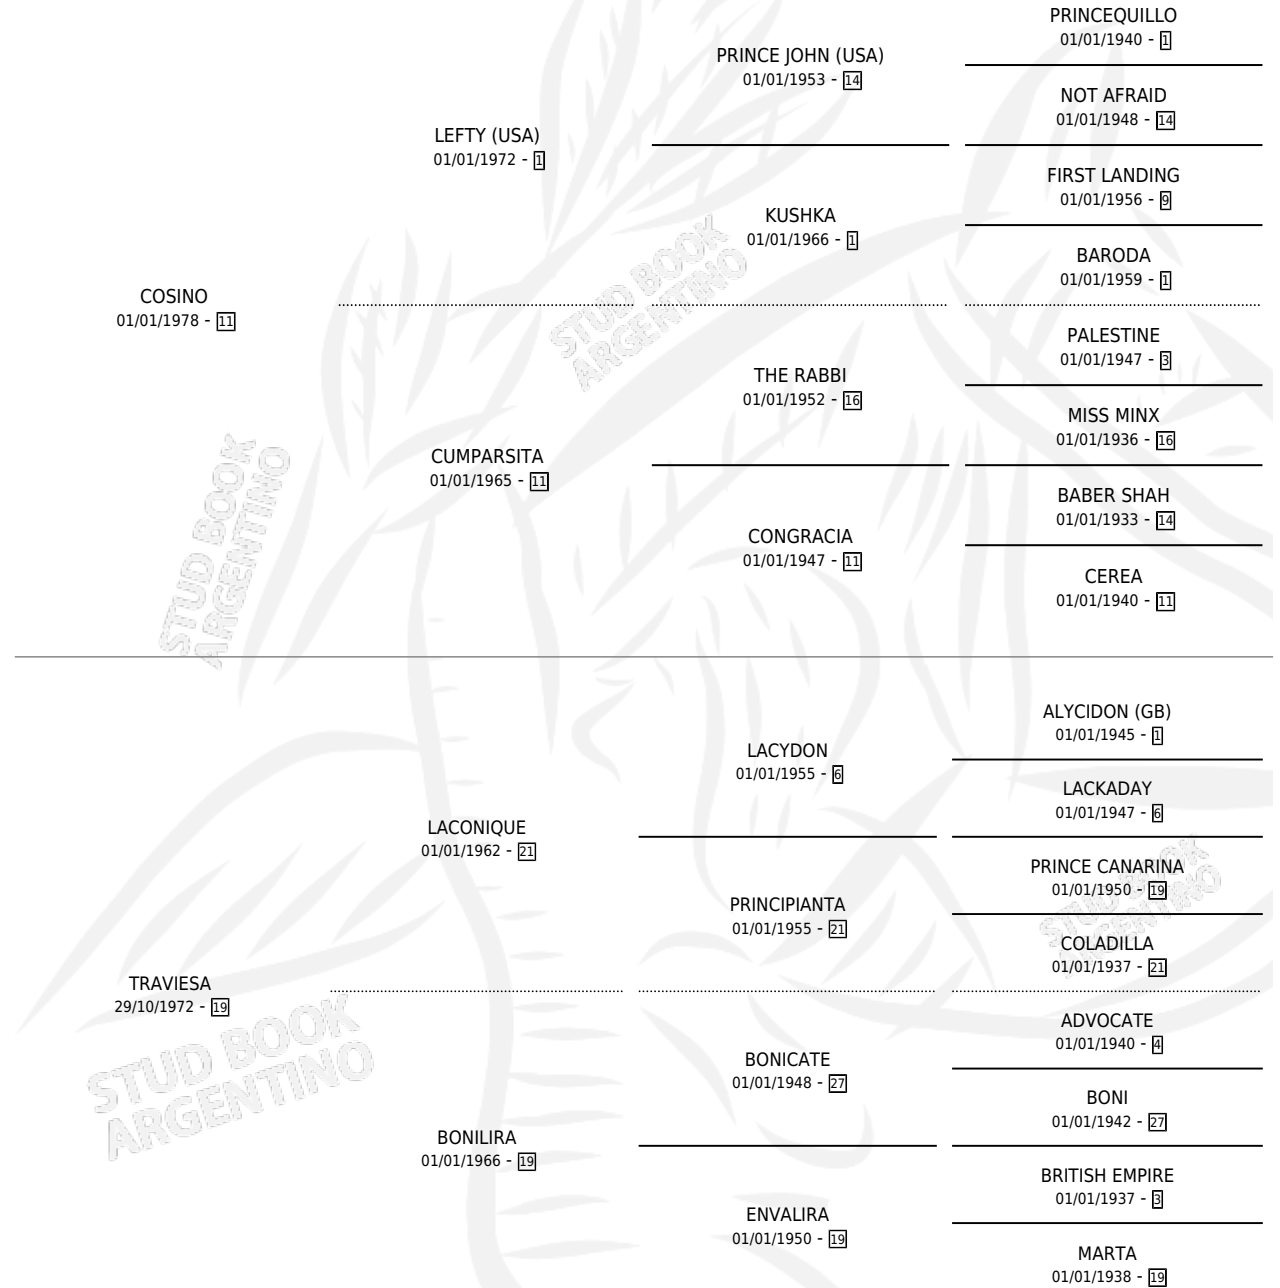 PRINCEQUILLO
01/01/1940 - 1
PRINCE JOHN (USA)
01/01/1953 - 14
NOT AFRAID
01/01/1948 - 14
LEFTY (USA)
01/01/1972 - 1
FIRST LANDING
01/01/1956 - 9
KUSHKA
01/01/1966 - 1
BARODA
01/01/1959 - 1
COSINO
01/01/1978 - 11
STUD BOOK
ARGENTINO
PALESTINE
01/01/1947 - 3
THE RABBI
01/01/1952 - 16
MISS MINX
01/01/1936 - 16
CUMPARSITA
01/01/1965 - 11
BABER SHAH
01/01/1933 - 14
CONGRACIA
01/01/1947 - 11
CEREA
01/01/1940 - 11
STUD BOOK
ARGENTINO
ALYCIDON (GB)
01/01/1945 - 1
LACYDON
01/01/1955 - 6
LACKADAY
01/01/1947 - 6
LACONIQUE
01/01/1962 - 21
PRINCE CANARINA
01/01/1950 - 19
PRINCIPIANTA
01/01/1955 - 21
COLADILLA
01/01/1937 - 21
STUD BOOK
ARGENTINO
TRAVIESA
29/10/1972 - 19
ADVOCATE
01/01/1940 - 4
BONICATE
01/01/1948 - 27
BONI
01/01/1942 - 27
STUD BOOK
ARGENTINO
BONILIRA
01/01/1966 - 19
BRITISH EMPIRE
01/01/1937 - 3
ENVALIRA
01/01/1950 - 19
MARTA
01/01/1938 - 19